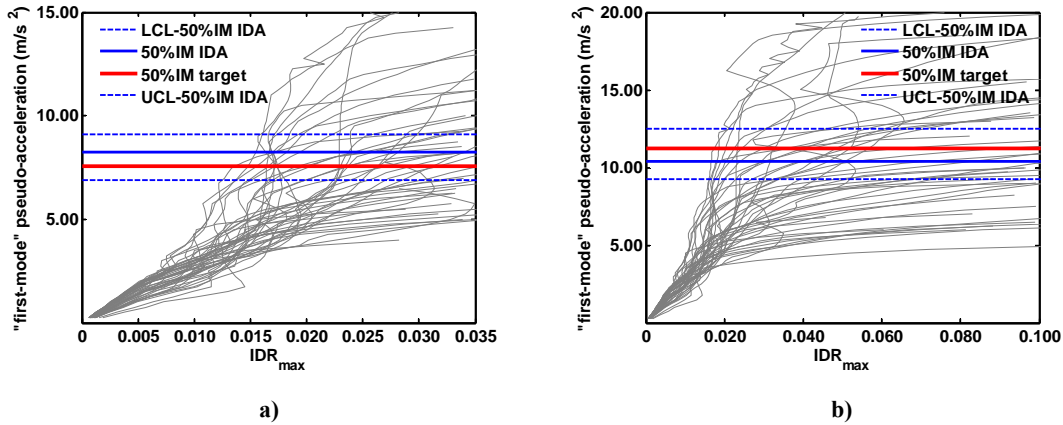 15.00
10.00
5.00
"first-mode" pseudo-acceleration (m/s ²)
LCL-50%IM IDA
50%IM IDA
50%IM target
UCL-50%IM IDA
0 0.005 0.010 0.015 0.020 0.025 0.030 0.035
IDRmax
a)
20.00
15.00
10.00
5.00
"first-mode" pseudo-acceleration (m/s ²)
LCL-50%IM IDA
50%IM IDA
50%IM target
UCL-50%IM IDA
0 0.020 0.040 0.060 0.080 0.100
IDRmax
b)